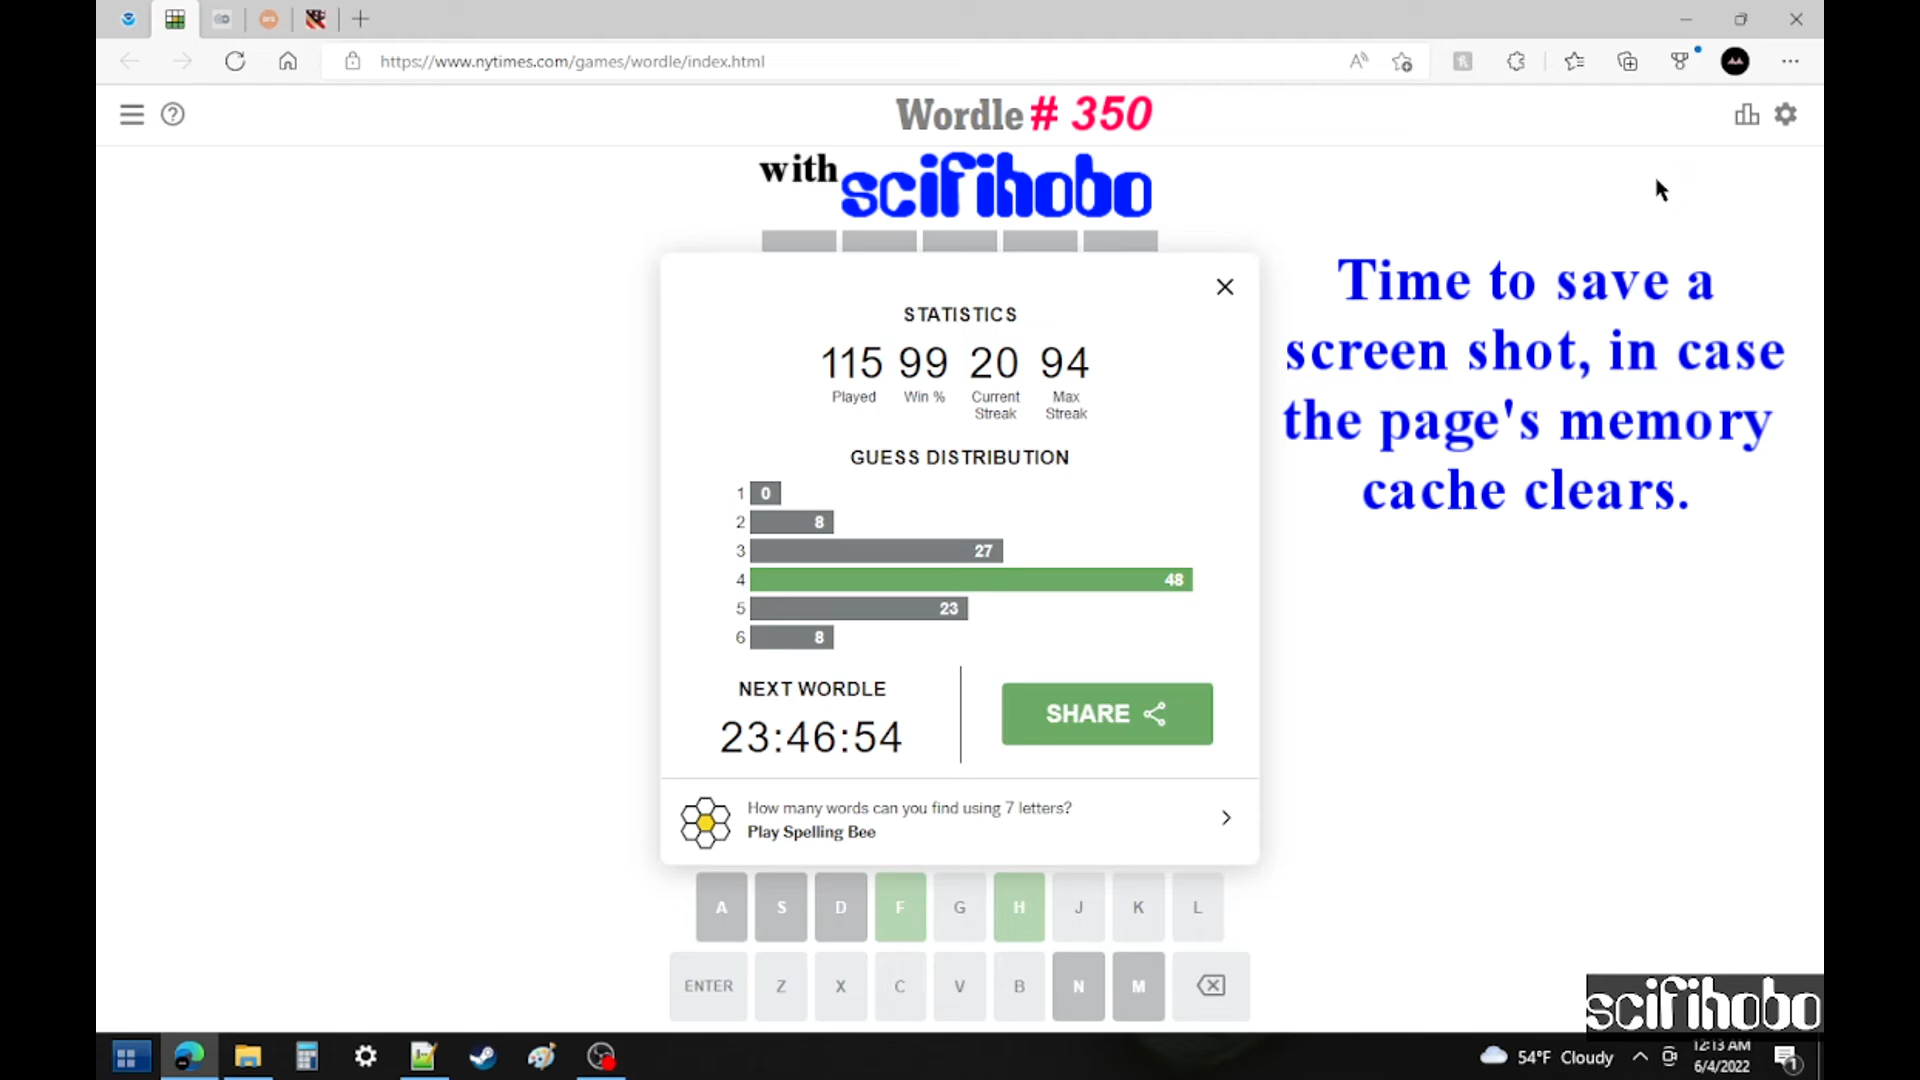 https://www.nytimes.com/games/wordle/index.html
Wordle # 350
with scifihobo
Time to save a
screen shot, in case
the page's memory
cache clears.
STATISTICS
115 99 20 94
Played Win % Current Streak Max Streak
GUESS DISTRIBUTION
1 0
2 8
3 27
4 48
5 23
6 8
NEXT WORDLE
23:46:54
SHARE
How many words can you find using 7 letters?
Play Spelling Bee
A S D F G H J K L
ENTER Z X C V B N M
scifihobo
54°F Cloudy
12:13 AM
6/4/2022
1